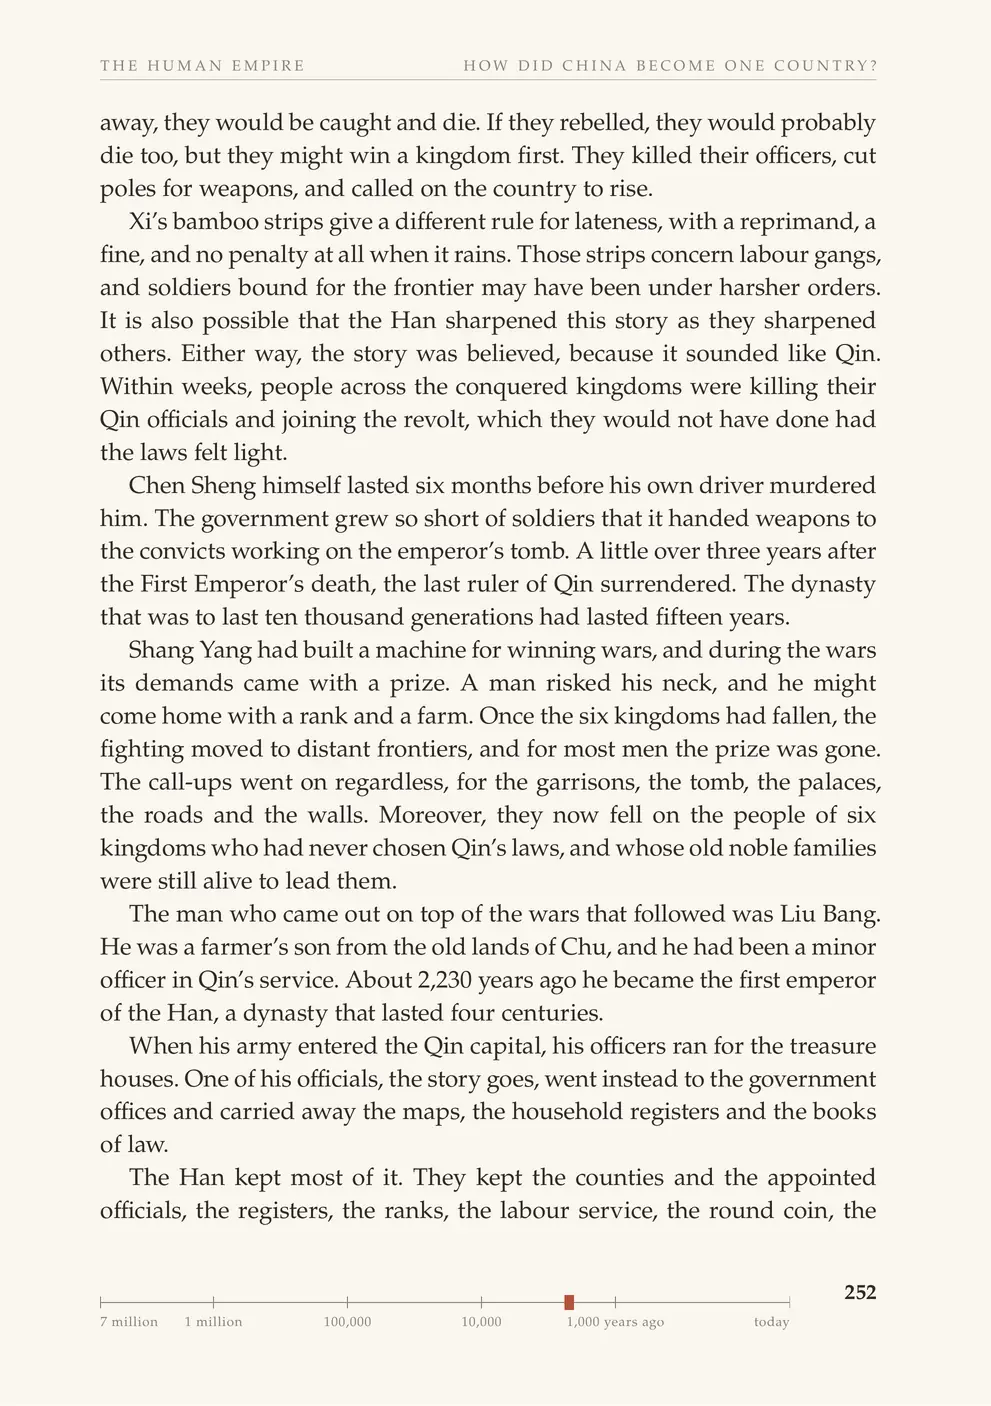 THE HUMAN EMPIRE
HOW DID CHINA BECOME ONE COUNTRY?
away, they would be caught and die. If they rebelled, they would probably
die too, but they might win a kingdom first. They killed their officers, cut
poles for weapons, and called on the country to rise.
Xi’s bamboo strips give a different rule for lateness, with a reprimand, a
fine, and no penalty at all when it rains. Those strips concern labour gangs,
and soldiers bound for the frontier may have been under harsher orders.
It is also possible that the Han sharpened this story as they sharpened
others. Either way, the story was believed, because it sounded like Qin.
Within weeks, people across the conquered kingdoms were killing their
Qin officials and joining the revolt, which they would not have done had
the laws felt light.
Chen Sheng himself lasted six months before his own driver murdered
him. The government grew so short of soldiers that it handed weapons to
the convicts working on the emperor’s tomb. A little over three years after
the First Emperor’s death, the last ruler of Qin surrendered. The dynasty
that was to last ten thousand generations had lasted fifteen years.
Shang Yang had built a machine for winning wars, and during the wars
its demands came with a prize. A man risked his neck, and he might
come home with a rank and a farm. Once the six kingdoms had fallen, the
fighting moved to distant frontiers, and for most men the prize was gone.
The call-ups went on regardless, for the garrisons, the tomb, the palaces,
the roads and the walls. Moreover, they now fell on the people of six
kingdoms who had never chosen Qin’s laws, and whose old noble families
were still alive to lead them.
The man who came out on top of the wars that followed was Liu Bang.
He was a farmer’s son from the old lands of Chu, and he had been a minor
officer in Qin’s service. About 2,230 years ago he became the first emperor
of the Han, a dynasty that lasted four centuries.
When his army entered the Qin capital, his officers ran for the treasure
houses. One of his officials, the story goes, went instead to the government
offices and carried away the maps, the household registers and the books
of law.
The Han kept most of it. They kept the counties and the appointed
officials, the registers, the ranks, the labour service, the round coin, the
252
7 million 1 million 100,000 10,000 1,000 years ago today